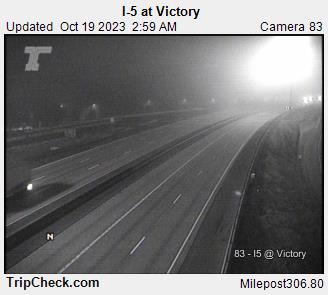 I-5 at Victory
Updated Oct 19 2023 2:59 AM Camera 83
T
N
83 - I5 @ Victory
TripCheck.com Milepost306.80